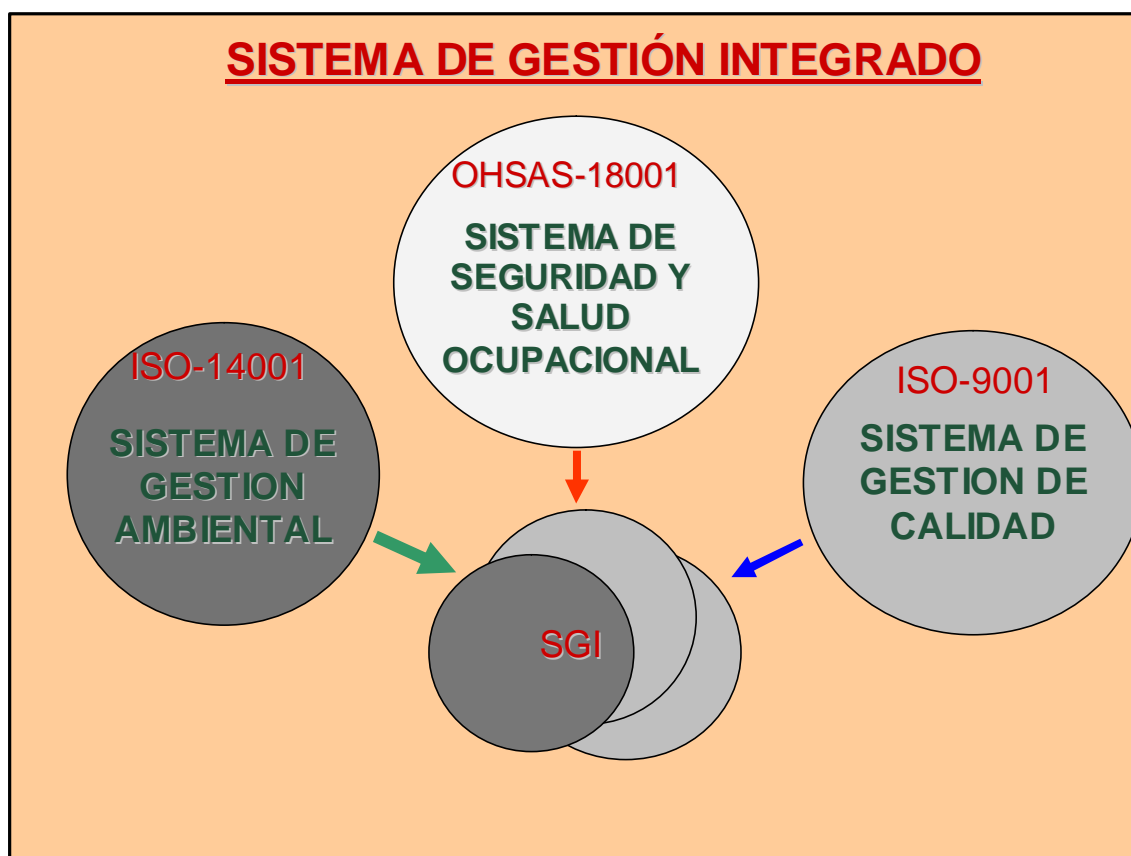 SISTEMA DE GESTIÓN INTEGRADO
OHSAS-18001
SISTEMA DE
SEGURIDAD Y
SALUD
OCUPACIONAL
ISO-14001
SISTEMA DE
GESTION
AMBIENTAL
ISO-9001
SISTEMA DE
GESTION DE
CALIDAD
SGI